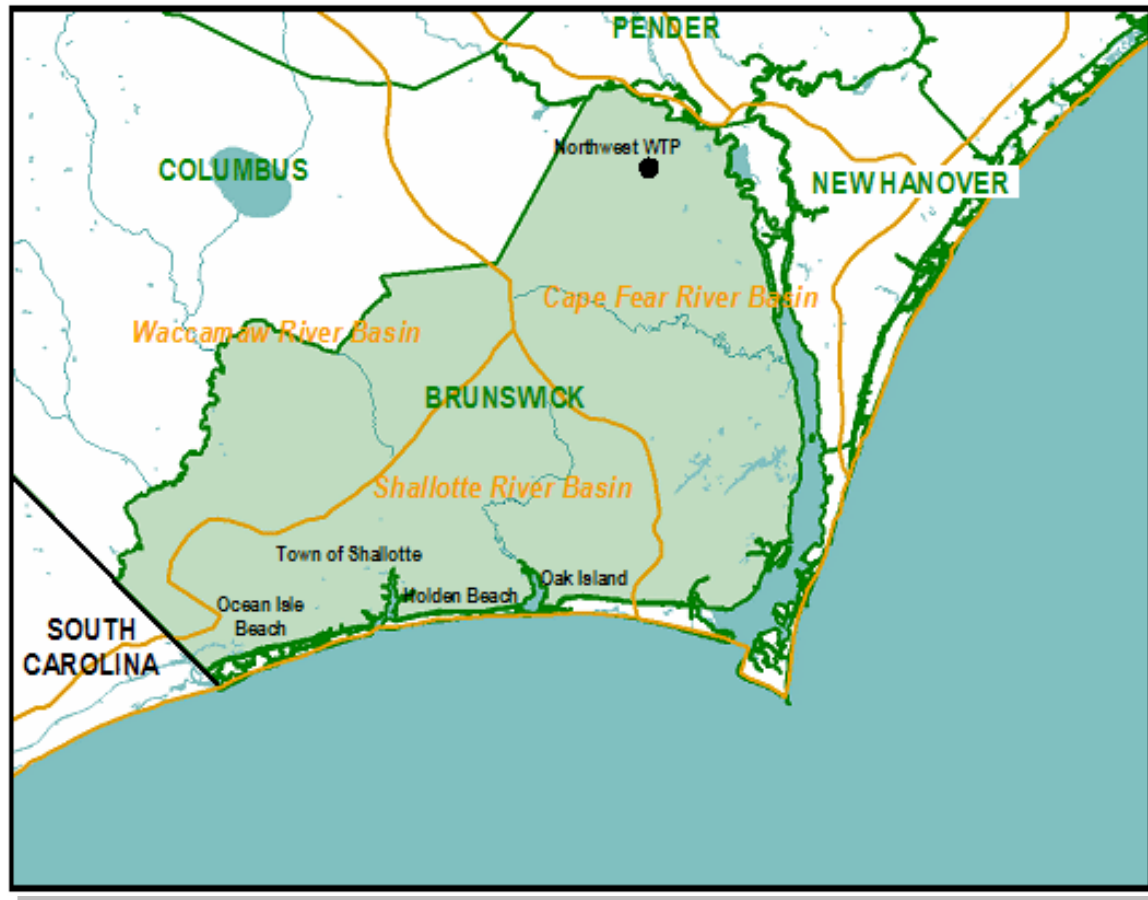 PENDER
Northwest WTP
COLUMBUS
NEW HANOVER
Cape Fear River Basin
Waccamaw River Basin
BRUNSWICK
Shallotte River Basin
Town of Shallotte
Oak Island
Holden Beach
Ocean Isle
Beach
SOUTH
CAROLINA